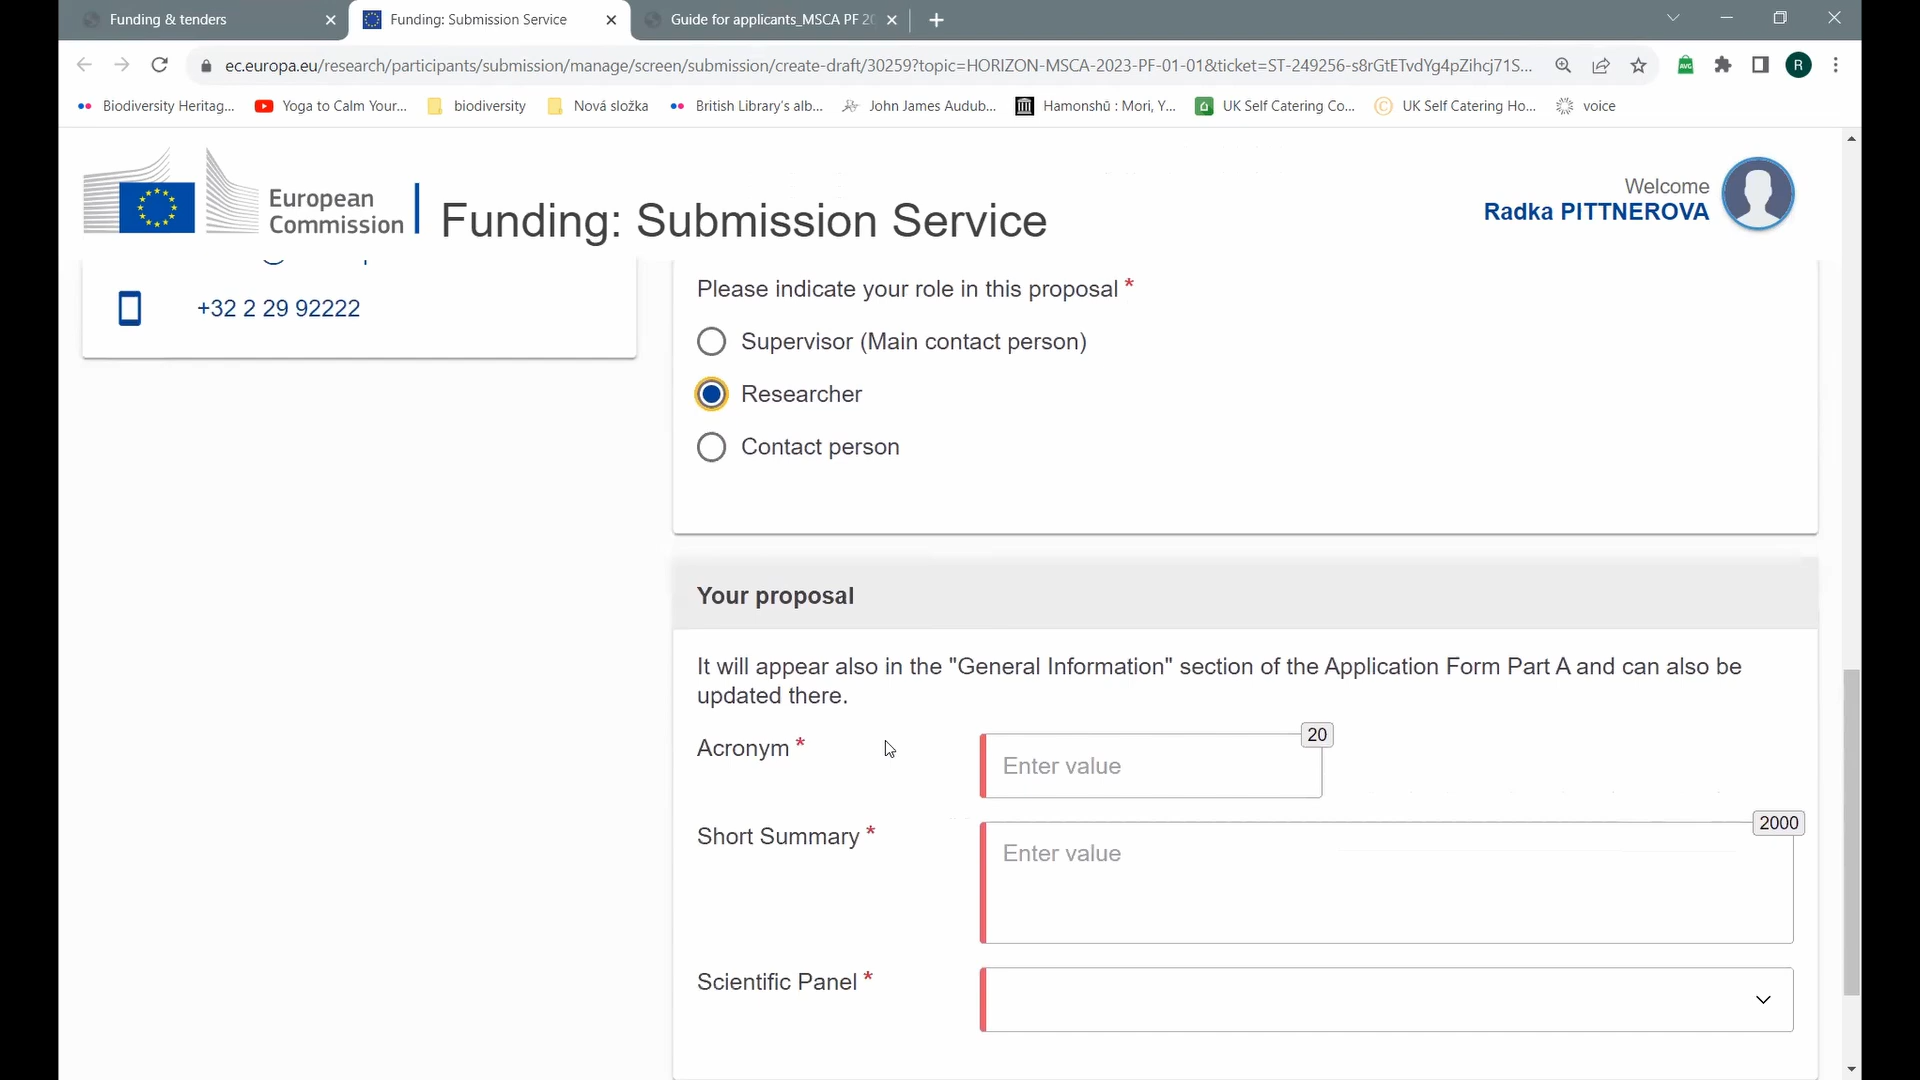 Funding & tenders
Funding: Submission Service
Guide for applicants_MSCA PF 20
ec.europa.eu/research/participants/submission/manage/screen/submission/create-draft/30259?topic=HORIZON-MSCA-2023-PF-01-01&ticket=ST-249256-s8rGtETvdYg4pZihcj71S...
AVG
R
Biodiversity Heritag...
Yoga to Calm Your...
biodiversity
Nová složka
British Library's alb...
John James Audub...
Hamonshū : Mori, Y...
UK Self Catering Co...
UK Self Catering Ho...
voice
European
Commission
Funding: Submission Service
Welcome
Radka PITTNEROVA
+32 2 29 92222
Please indicate your role in this proposal *
Supervisor (Main contact person)
Researcher
Contact person
Your proposal
It will appear also in the "General Information" section of the Application Form Part A and can also be
updated there.
Acronym *
20
Enter value
Short Summary *
2000
Enter value
Scientific Panel *